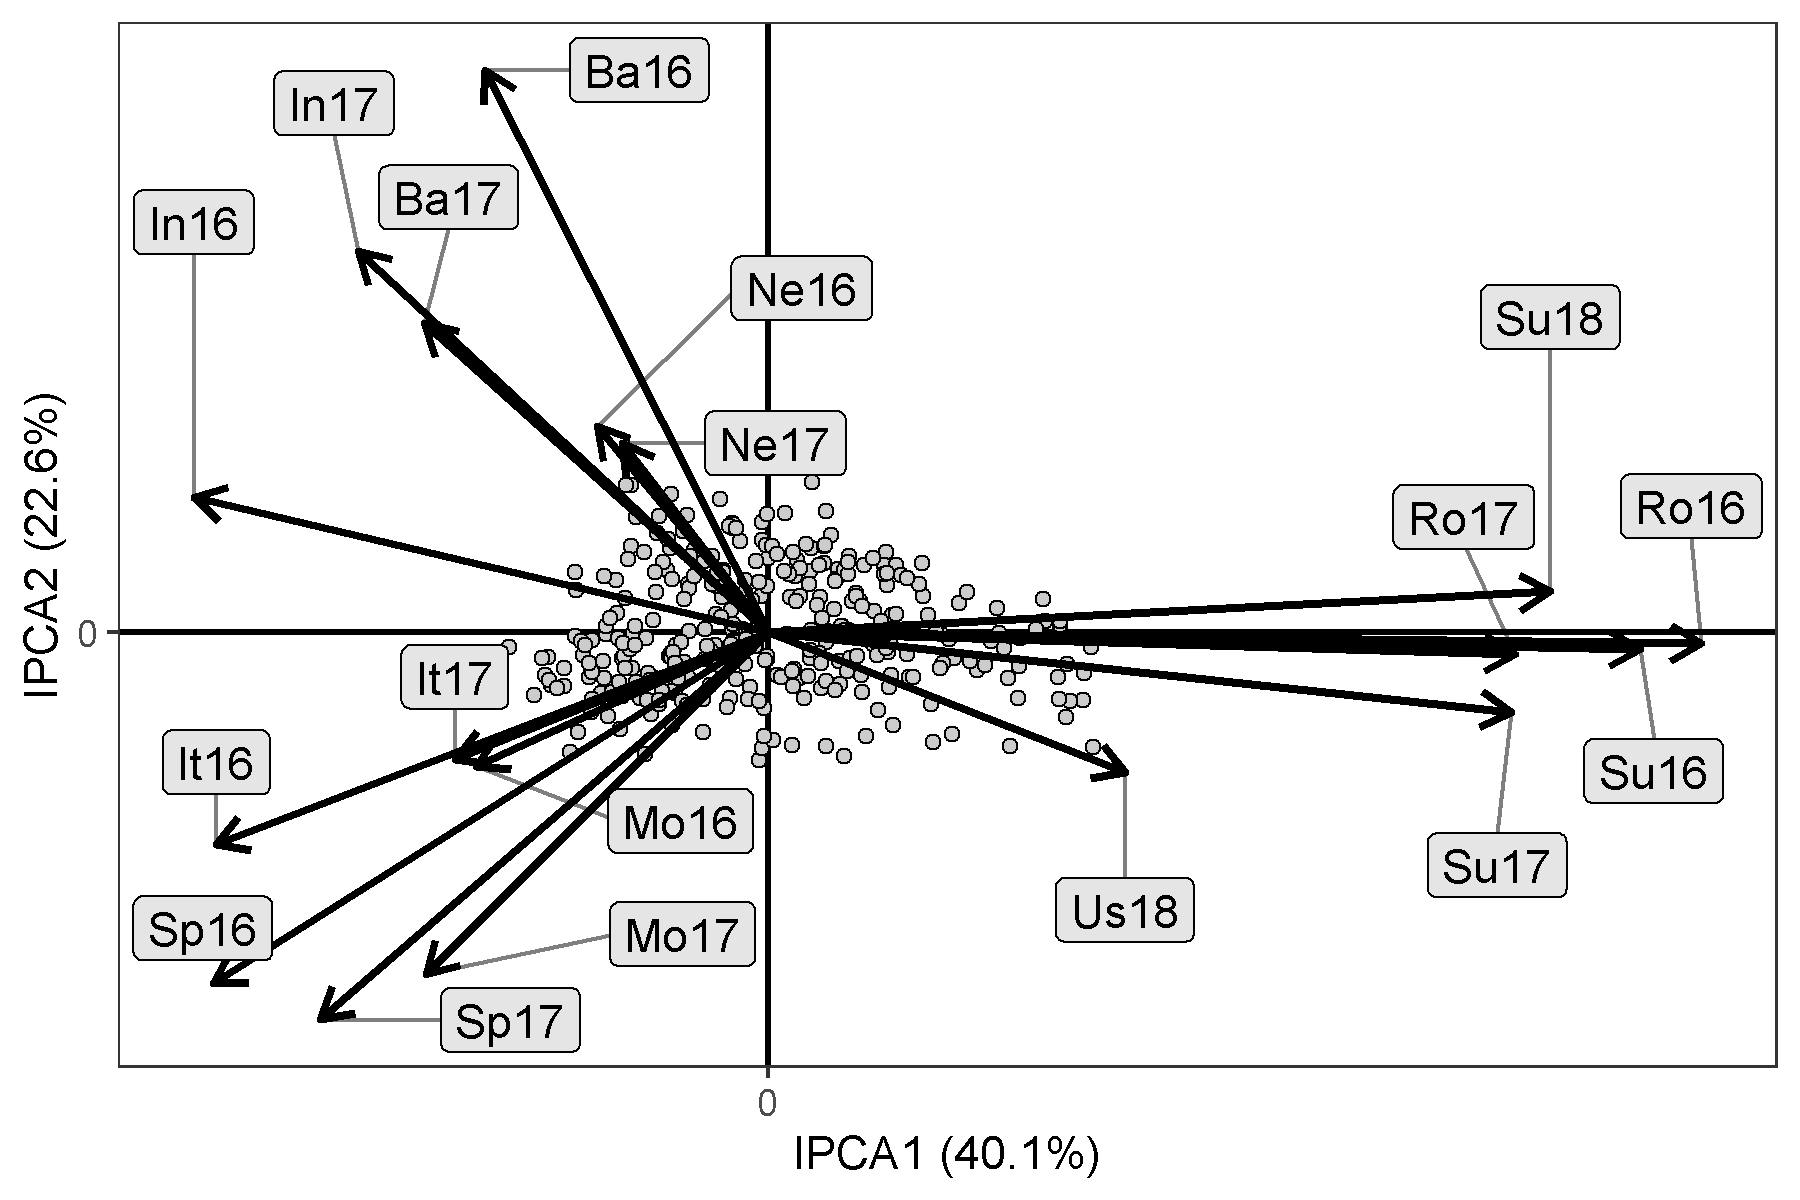 Ba16
In17
Ba17
In16
Ne16
Su18
Ne17
Ro17
Ro16
IPCA2 (22.6%)
0
It17
It16
Su16
Mo16
Su17
Us18
Sp16
Mo17
Sp17
0
IPCA1 (40.1%)